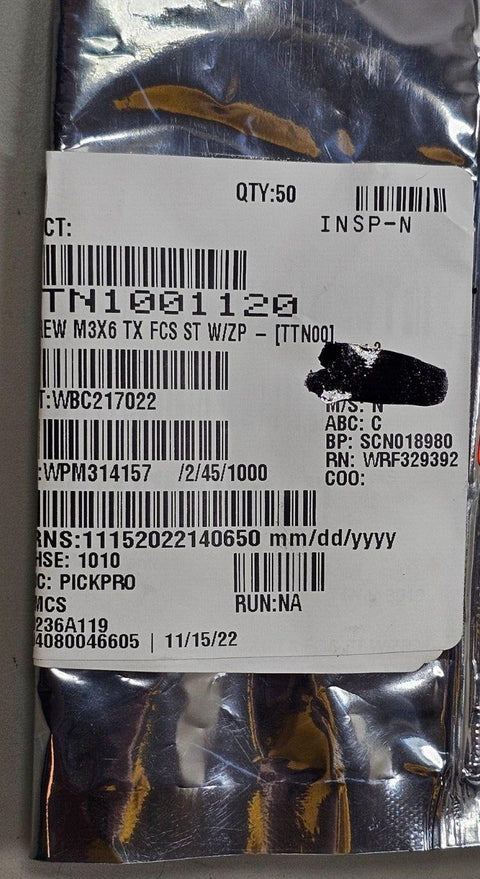 QTY:50
INSP-N
CT:
TN1001120
EW M3X6 TX FCS ST W/ZP - [TTN00]
T:WBC217022
M/S: N
ABC: C
BP: SCN018980
:WPM314157 /2/45/1000
RN: WRF329392
COO:
RNS:11152022140650 mm/dd/yyyy
HSE: 1010
C: PICKPRO
MCS
RUN:NA
236A119
4080046605 | 11/15/22